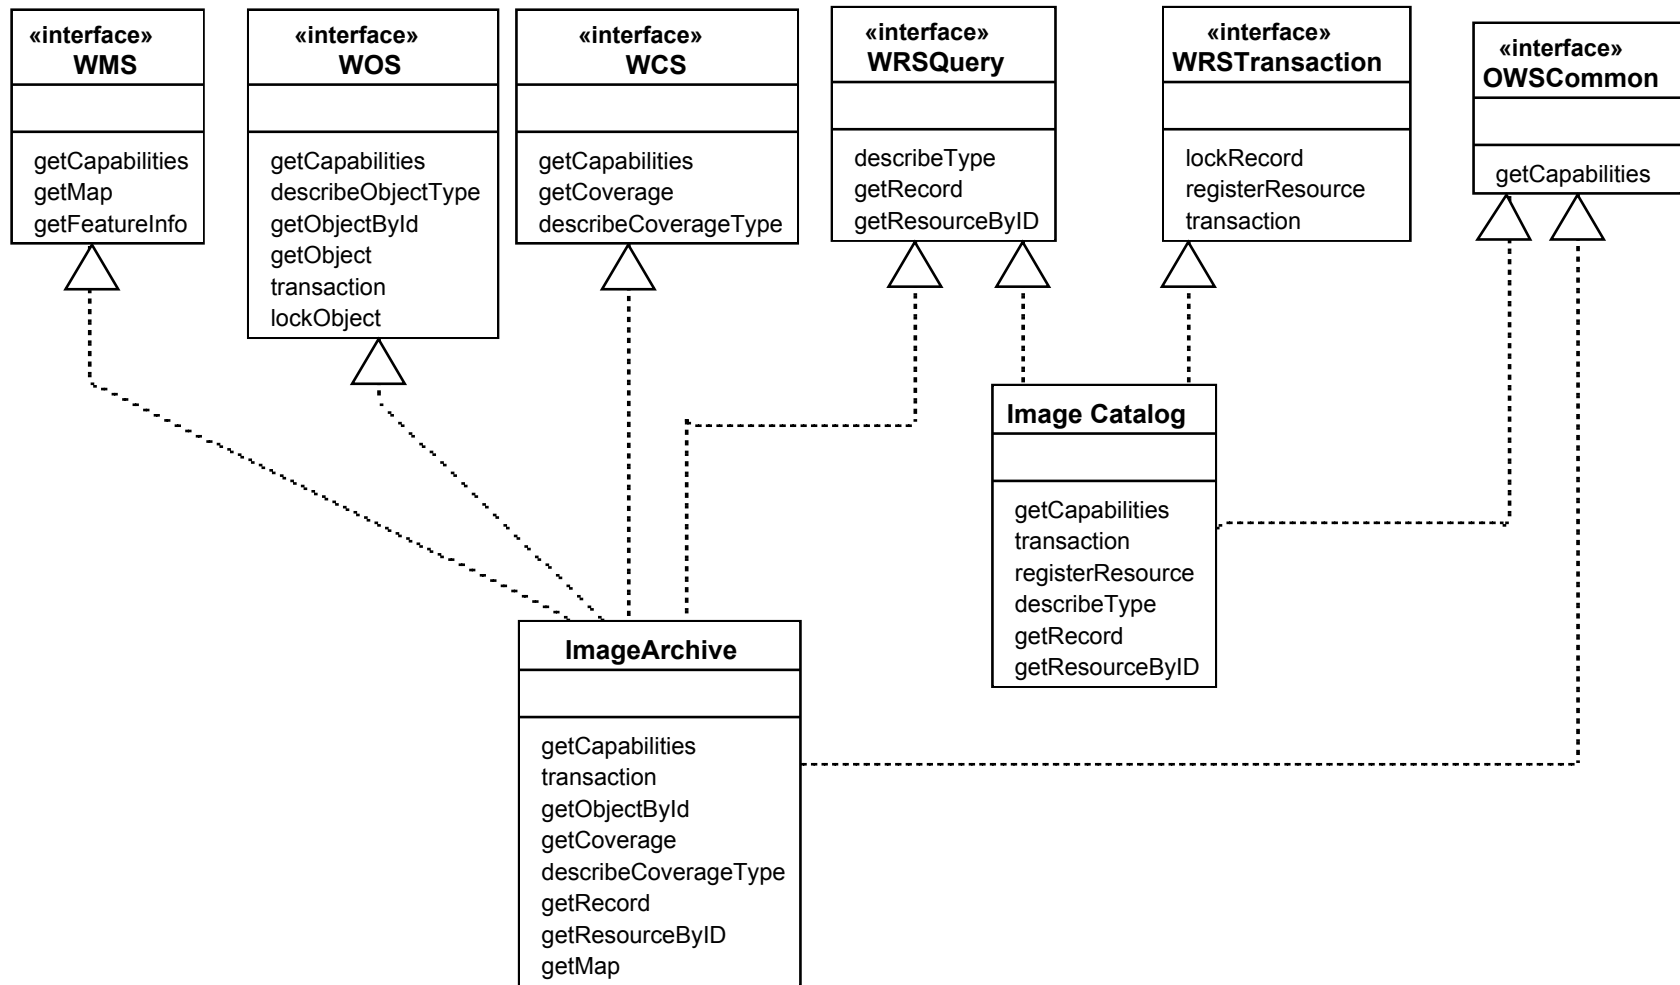 «interface»
WMS
getCapabilities
getMap
getFeatureInfo
«interface»
WOS
getCapabilities
describeObjectType
getObjectById
getObject
transaction
lockObject
«interface»
WCS
getCapabilities
getCoverage
describeCoverageType
«interface»
WRSQuery
describeType
getRecord
getResourceByID
«interface»
WRSTransaction
lockRecord
registerResource
transaction
«interface»
OWSCommon
getCapabilities
Image Catalog
getCapabilities
transaction
registerResource
describeType
getRecord
getResourceByID
ImageArchive
getCapabilities
transaction
getObjectById
getCoverage
describeCoverageType
getRecord
getResourceByID
getMap